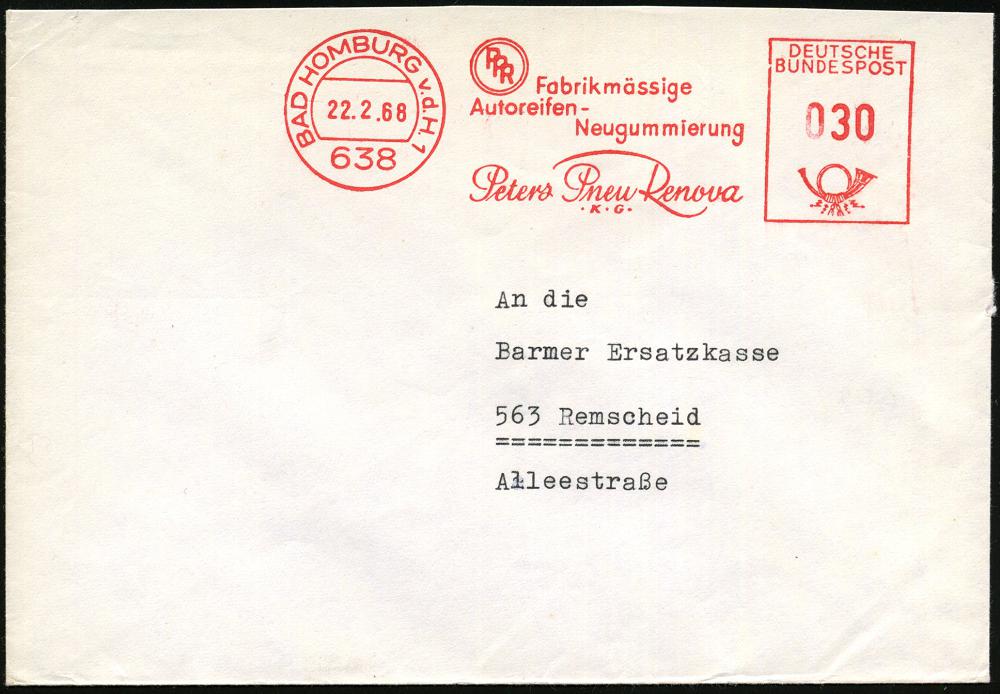 BAD HOMBURG v.d.H. 1
22.2.68
638
PPR
Fabrikmässige
Autoreifen-
Neugummierung
Peters Pneu Renova
·K·G·
DEUTSCHE
BUNDESPOST
030
An die
Barmer Ersatzkasse
563 Remscheid
=============
Alleestraße